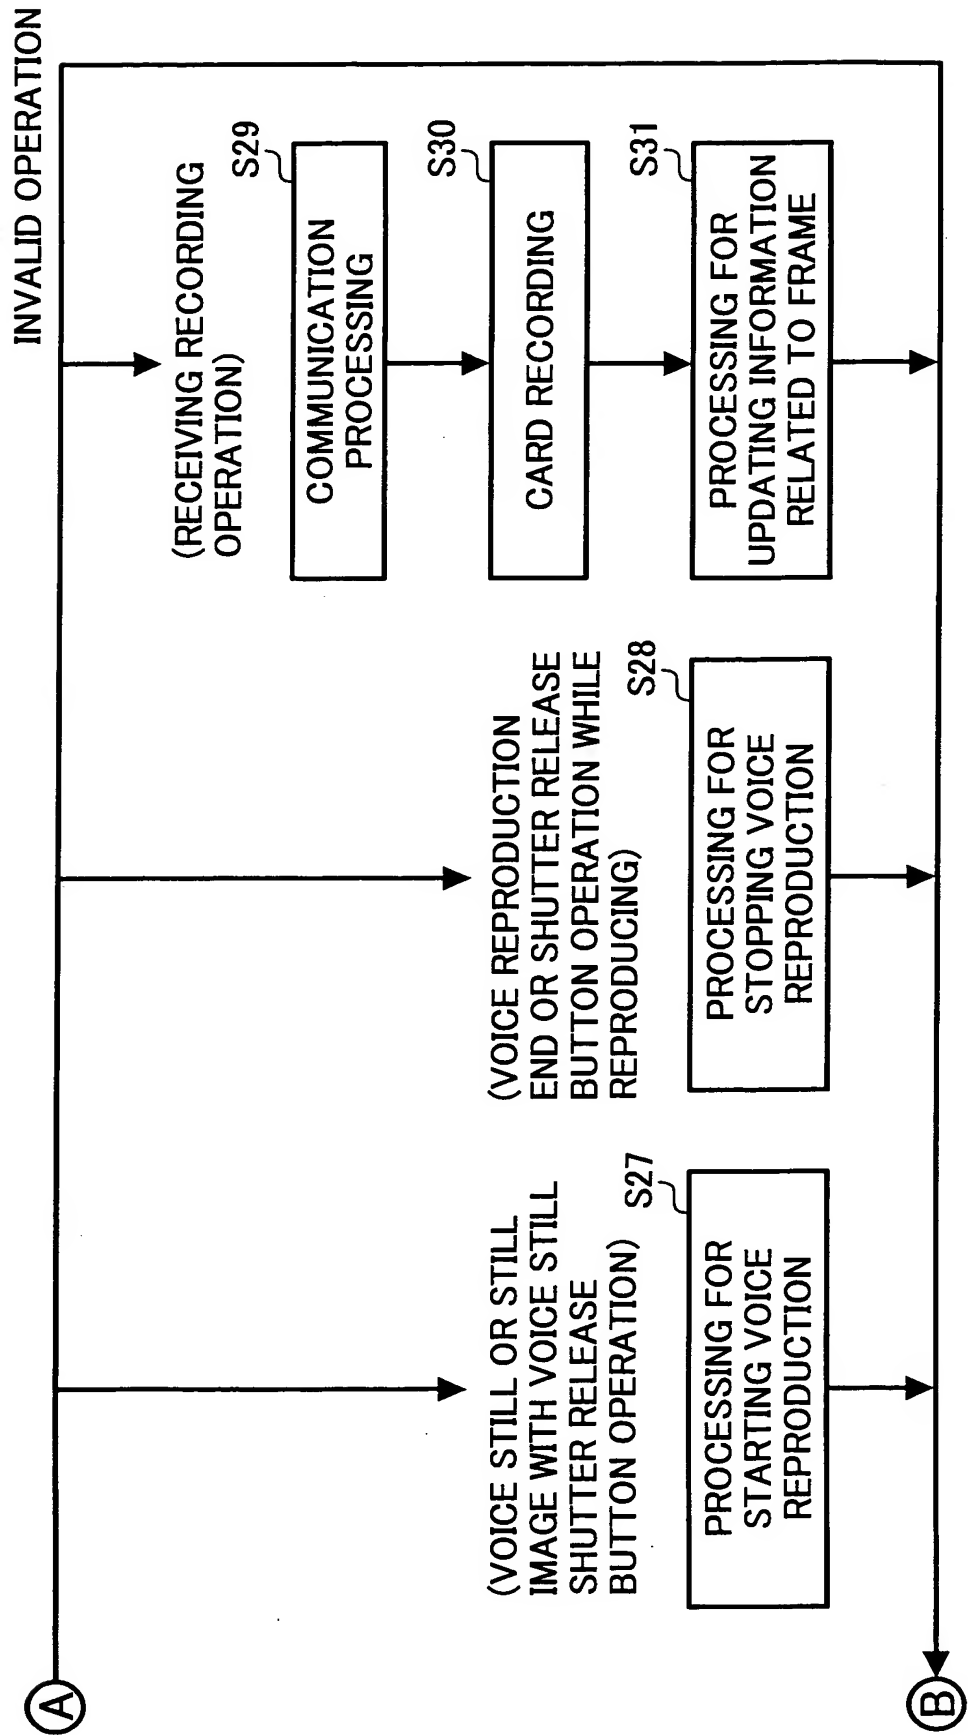 A
INVALID OPERATION
(VOICE STILL OR STILL
IMAGE WITH VOICE STILL
SHUTTER RELEASE
BUTTON OPERATION)
S27
PROCESSING FOR
STARTING VOICE
REPRODUCTION
(VOICE REPRODUCTION
END OR SHUTTER RELEASE
BUTTON OPERATION WHILE
REPRODUCING)
S28
PROCESSING FOR
STOPPING VOICE
REPRODUCTION
(RECEIVING RECORDING
OPERATION)
S29
COMMUNICATION
PROCESSING
S30
CARD RECORDING
S31
PROCESSING FOR
UPDATING INFORMATION
RELATED TO FRAME
B